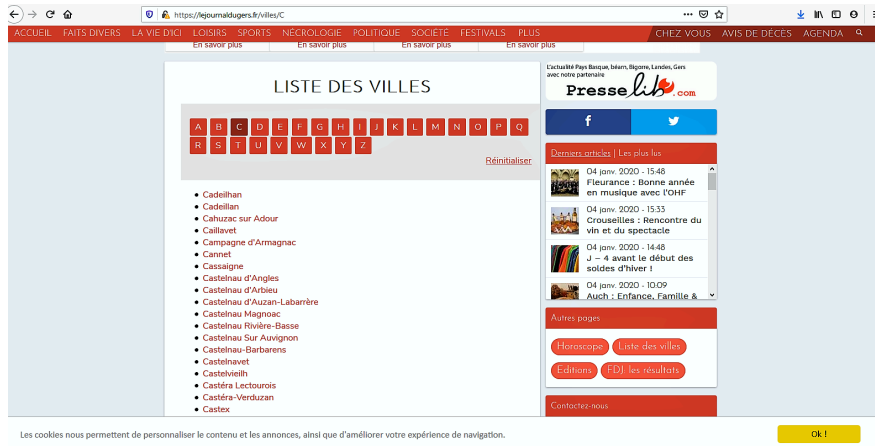 https://lejournaldugers.fr/villes/C
ACCUEIL FAITS DIVERS LA VIE D'ICI LOISIRS SPORTS NÉCROLOGIE POLITIQUE SOCIÉTÉ FESTIVALS PLUS CHEZ VOUS AVIS DE DÉCÈS AGENDA
En savoir plus En savoir plus En savoir plus En savoir plus
LISTE DES VILLES
A B C D E F G H I J K L M N O P Q
R S T U V W X Y Z
Réinitialiser
Cadeilhan
Cadeillan
Cahuzac sur Adour
Caillavet
Campagne d'Armagnac
Cannet
Cassaigne
Castelnau d'Angles
Castelnau d'Arbieu
Castelnau d'Auzan-Labarrère
Castelnau Magnoac
Castelnau Rivière-Basse
Castelnau Sur Auvignon
Castelnau-Barbarens
Castelnavet
Castelvieilh
Castéra Lectourois
Castéra-Verduzan
Castex
L'actualité Pays Basque, béarn, Bigorre, Landes, Gers
avec notre partenaire
Presselib.com
Derniers articles | Les plus lus
04 janv. 2020 - 15:48
Fleurance : Bonne année
en musique avec l'OHF
04 janv. 2020 - 15:33
Crouseilles : Rencontre du
vin et du spectacle
04 janv. 2020 - 14:48
J – 4 avant le début des
soldes d'hiver !
04 janv. 2020 - 10:09
Auch : Enfance, Famille &
Autres pages
Horoscope Liste des villes
Editions FDJ: les résultats
Contactez-nous
Les cookies nous permettent de personnaliser le contenu et les annonces, ainsi que d'améliorer votre expérience de navigation.
Ok !